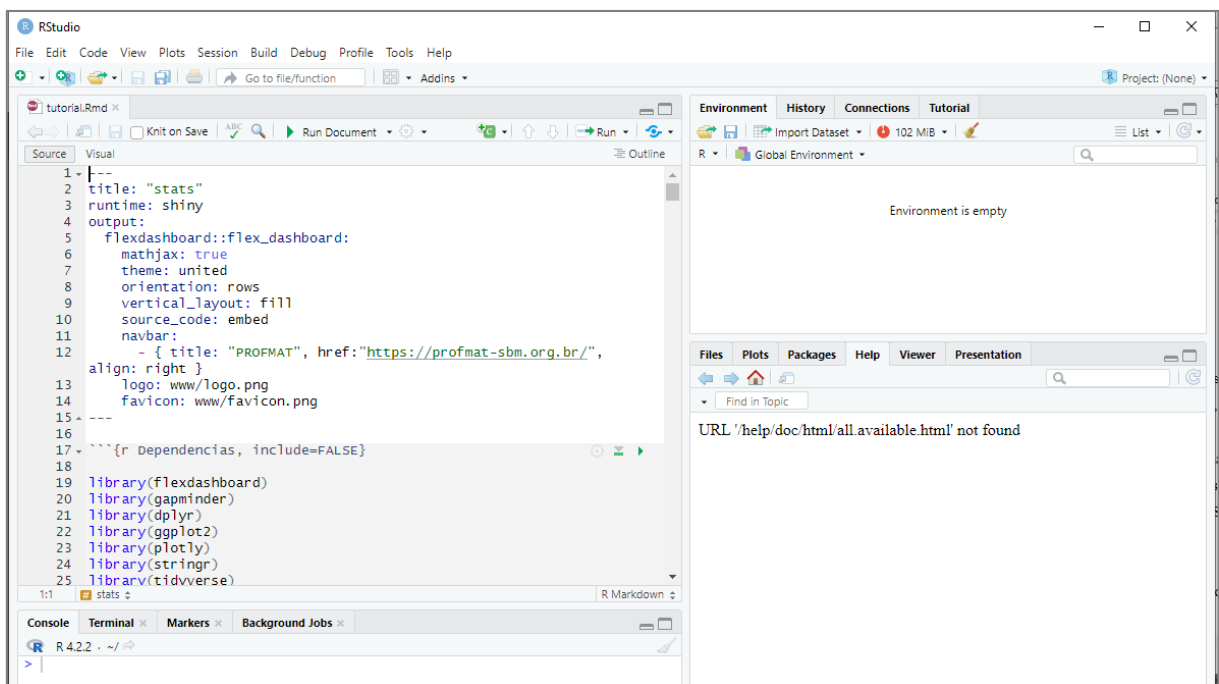 RStudio
File Edit Code View Plots Session Build Debug Profile Tools Help
Go to file/function Addins Project: (None)
tutorial.Rmd
Knit on Save ABC Run Document Run
Source Visual Outline
1 ---
2 title: "stats"
3 runtime: shiny
4 output:
5 flexdashboard::flex_dashboard:
6 mathjax: true
7 theme: united
8 orientation: rows
9 vertical_layout: fill
10 source_code: embed
11 navbar:
12 - { title: "PROFMAT", href:"https://profmat-sbm.org.br/",
align: right }
13 logo: www/logo.png
14 favicon: www/favicon.png
15 ---
16
17 ```{r Dependencias, include=FALSE}
18
19 library(flexdashboard)
20 library(gapminder)
21 library(dplyr)
22 library(ggplot2)
23 library(plotly)
24 library(stringr)
25 library(tidyverse)
1:1 # stats R Markdown
Console Terminal Markers Background Jobs
R R 4.2.2 · ~/
>
Environment History Connections Tutorial
Import Dataset 102 MiB List
R Global Environment
Environment is empty
Files Plots Packages Help Viewer Presentation
Find in Topic
URL '/help/doc/html/all.available.html' not found